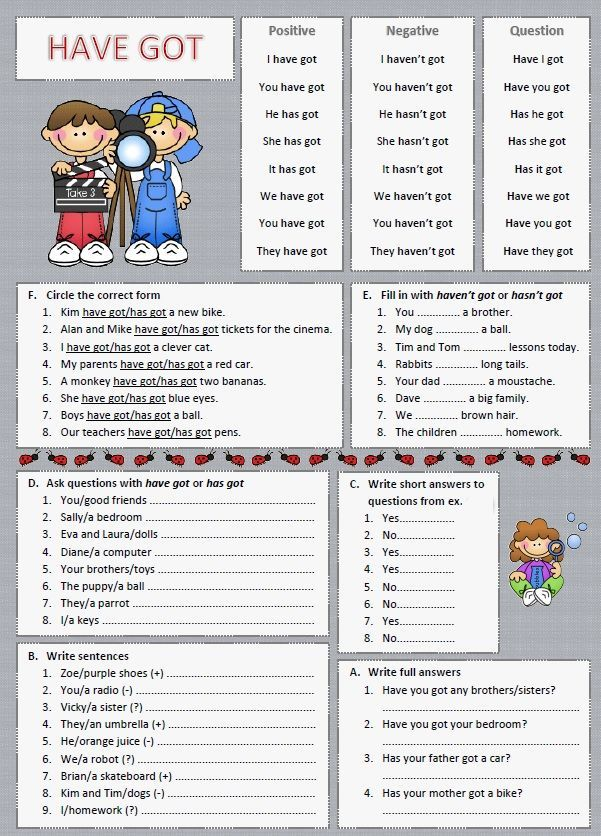 HAVE GOT
Positive
I have got
You have got
He has got
She has got
It has got
We have got
You have got
They have got
Negative
I haven't got
You haven't got
He hasn't got
She hasn't got
It hasn't got
We haven't got
You haven't got
They haven't got
Question
Have I got
Have you got
Has he got
Has she got
Has it got
Have we got
Have you got
Have they got
Take 3
F. Circle the correct form
1. Kim have got/has got a new bike.
2. Alan and Mike have got/has got tickets for the cinema.
3. I have got/has got a clever cat.
4. My parents have got/has got a red car.
5. A monkey have got/has got two bananas.
6. She have got/has got blue eyes.
7. Boys have got/has got a ball.
8. Our teachers have got/has got pens.
E. Fill in with haven't got or hasn't got
1. You ............. a brother.
2. My dog ............. a ball.
3. Tim and Tom ............. lessons today.
4. Rabbits ............. long tails.
5. Your dad ............. a moustache.
6. Dave ............. a big family.
7. We ............. brown hair.
8. The children ............. homework.
D. Ask questions with have got or has got
1. You/good friends ......................................................
2. Sally/a bedroom ......................................................
3. Eva and Laura/dolls ..................................................
4. Diane/a computer .....................................................
5. Your brothers/toys ...................................................
6. The puppy/a ball .....................................................
7. They/a parrot ........................................................
8. I/a keys .............................................................
C. Write short answers to
questions from ex.
1. Yes..................
2. No..................
3. Yes..................
4. Yes..................
5. No..................
6. No..................
7. Yes..................
8. No..................
B. Write sentences
1. Zoe/purple shoes (+) .................................................
2. You/a radio (-) ......................................................
3. Vicky/a sister (?) ...................................................
4. They/an umbrella (+) .................................................
5. He/orange juice (-) ..................................................
6. We/a robot (?) .......................................................
7. Brian/a skateboard (+) ...............................................
8. Kim and Tim/dogs (-) .................................................
9. I/homework (?) .......................................................
A. Write full answers
1. Have you got any brothers/sisters?
................................................................
2. Have you got your bedroom?
................................................................
3. Has your father got a car?
................................................................
4. Has your mother got a bike?
................................................................